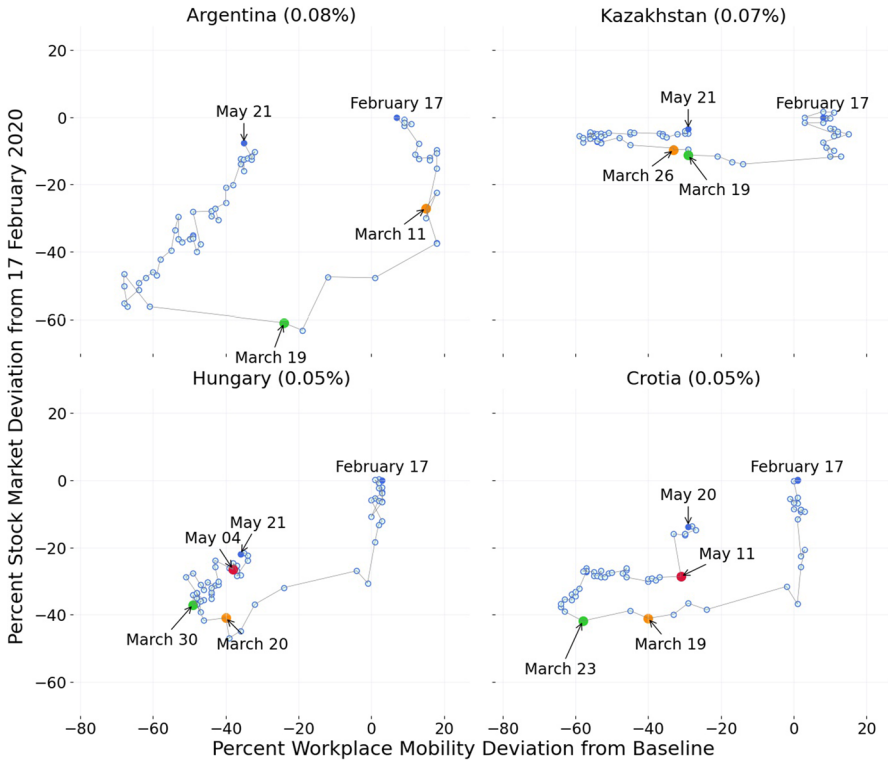 Argentina (0.08%)
Kazakhstan (0.07%)
Percent Stock Market Deviation from 17 February 2020
20
0
−20
−40
−60
May 21
February 17
March 11
March 19
May 21
February 17
March 26
March 19
Hungary (0.05%)
Crotia (0.05%)
20
0
−20
−40
−60
February 17
May 21
May 04
March 30
March 20
February 17
May 20
May 11
March 19
March 23
−80 −60 −40 −20 0 20
−80 −60 −40 −20 0 20
Percent Workplace Mobility Deviation from Baseline